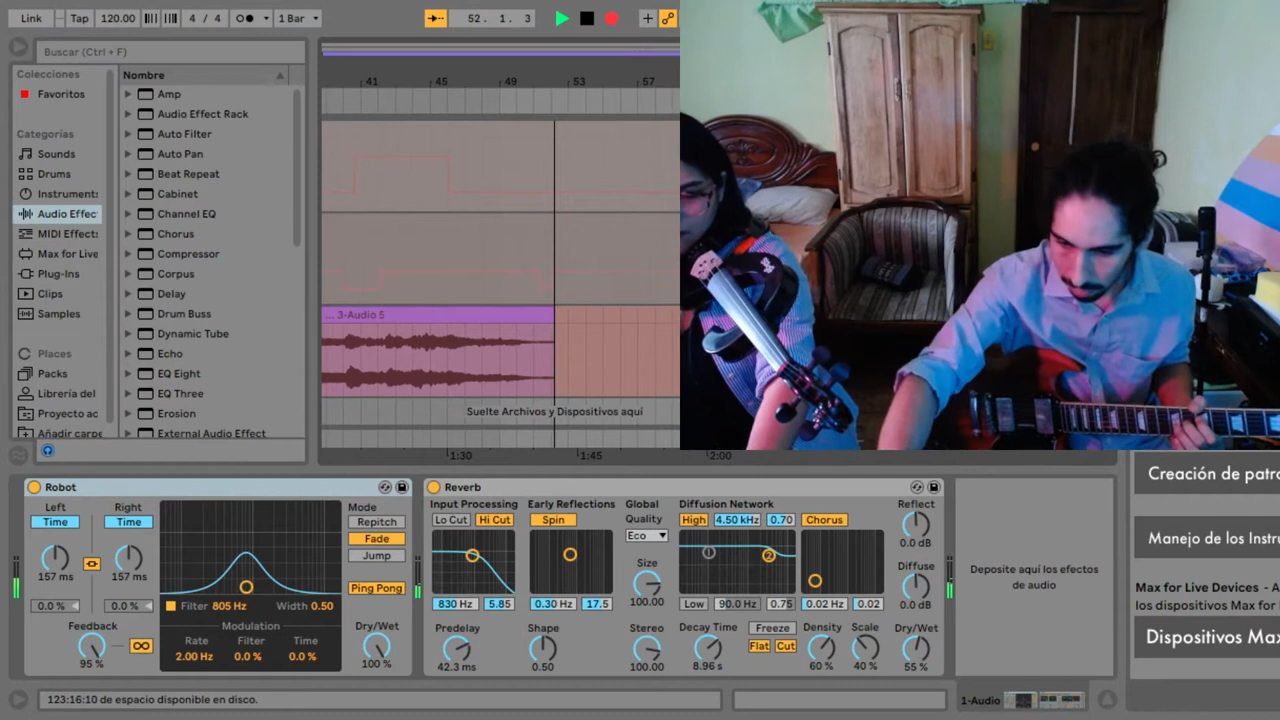 Link Tap 120.00 4 / 4 1 Bar 52. 1. 3
Buscar (Ctrl + F)
Colecciones
Favoritos
Categorías
Sounds
Drums
Instrument:
Audio Effec
MIDI Effect:
Max for Live
Plug-Ins
Clips
Samples
Places
Packs
Librería del
Proyecto ac
Añadir carpe
Nombre
Amp
Audio Effect Rack
Auto Filter
Auto Pan
Beat Repeat
Cabinet
Channel EQ
Chorus
Compressor
Corpus
Delay
Drum Buss
Dynamic Tube
Echo
EQ Eight
EQ Three
Erosion
External Audio Effect
41 45 49 53 57
... 3-Audio 5
Suelte Archivos y Dispositivos aquí
1:30 1:45 2:00
Robot
Left Right
Time Time
157 ms 157 ms
0.0 % 0.0 %
Feedback
95 %
Filter 805 Hz Width 0.50
Modulation
Rate Filter Time
2.00 Hz 0.0 % 0.0 %
Mode
Repitch
Fade
Jump
Ping Pong
Dry/Wet
100 %
Reverb
Input Processing
Lo Cut Hi Cut
830 Hz 5.85
Predelay
42.3 ms
Early Reflections
Spin
0.30 Hz 17.5
Shape
0.50
Global
Quality
Eco
Size
100.00
Stereo
100.00
Diffusion Network
High 4.50 kHz 0.70 Chorus
1 2
Low 90.0 Hz 0.75 0.02 Hz 0.02
Decay Time
8.96 s
Freeze
Flat Cut
Density
60 %
Scale
40 %
Reflect
0.0 dB
Diffuse
0.0 dB
Dry/Wet
55 %
Deposite aquí los efectos
de audio
Creación de patro
Manejo de los Instru
Max for Live Devices - A
los dispositivos Max for
Dispositivos Max
123:16:10 de espacio disponible en disco.
1-Audio